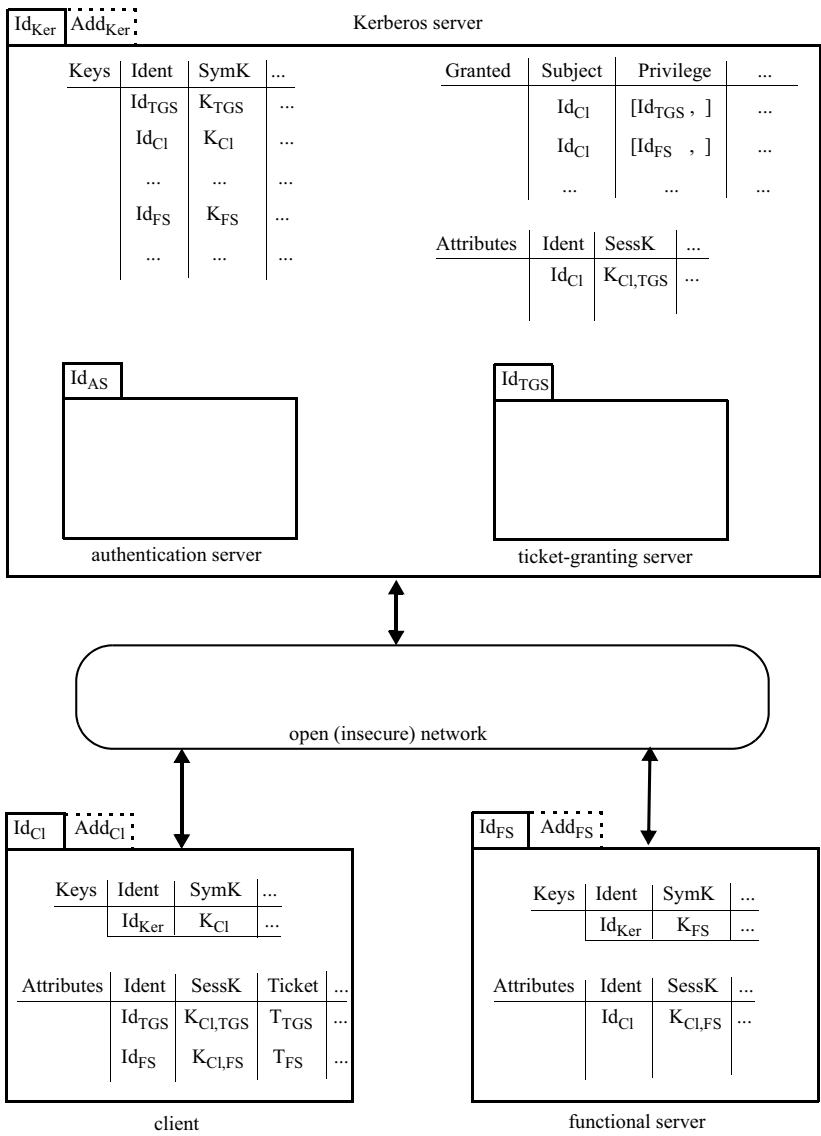 Id_Ker Add_Ker Kerberos server
Keys Ident SymK ...
Id_TGS K_TGS ...
Id_Cl K_Cl ...
... ... ...
Id_FS K_FS ...
... ... ...
Granted Subject Privilege ...
Id_Cl [Id_TGS , ] ...
Id_Cl [Id_FS , ] ...
... ... ...
Attributes Ident SessK ...
Id_Cl K_Cl,TGS ...
Id_AS
authentication server
Id_TGS
ticket-granting server
open (insecure) network
Id_Cl Add_Cl
Keys Ident SymK ...
Id_Ker K_Cl ...
Attributes Ident SessK Ticket ...
Id_TGS K_Cl,TGS T_TGS ...
Id_FS K_Cl,FS T_FS ...
client
Id_FS Add_FS
Keys Ident SymK ...
Id_Ker K_FS ...
Attributes Ident SessK ...
Id_Cl K_Cl,FS ...
functional server